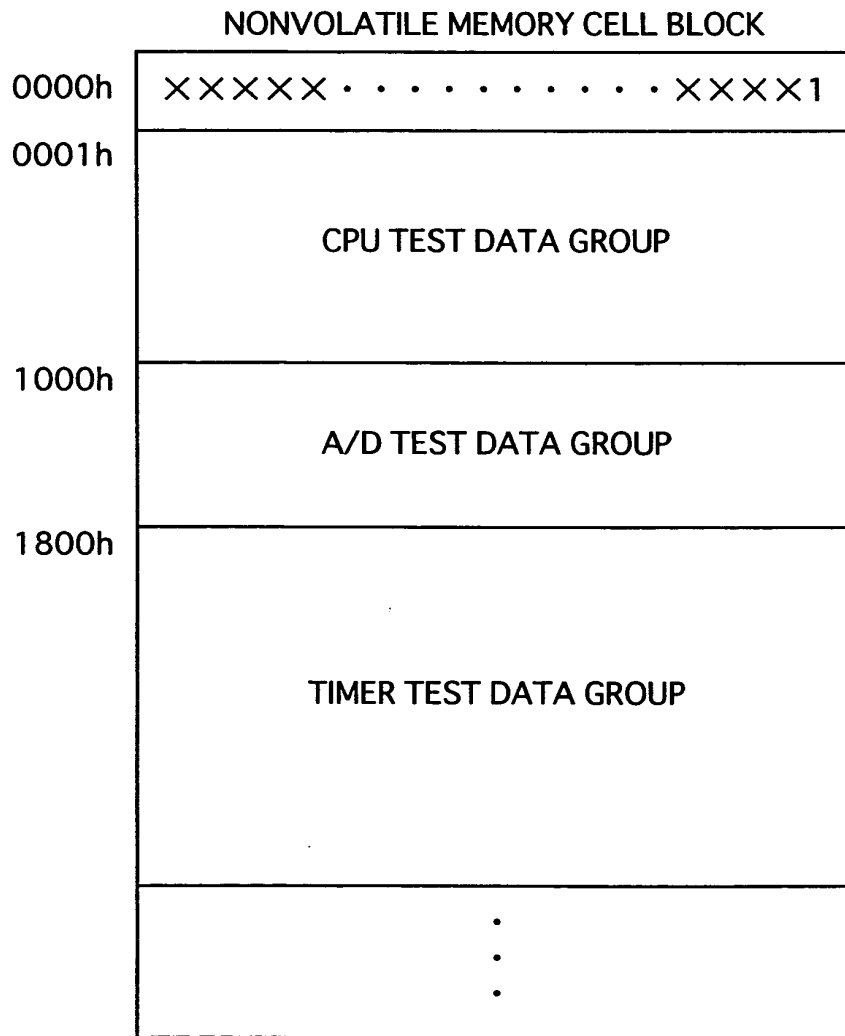 NONVOLATILE MEMORY CELL BLOCK
0000h ××××× · · · · · · · · · · ××××1
0001h
CPU TEST DATA GROUP
1000h
A/D TEST DATA GROUP
1800h
TIMER TEST DATA GROUP
·
·
·